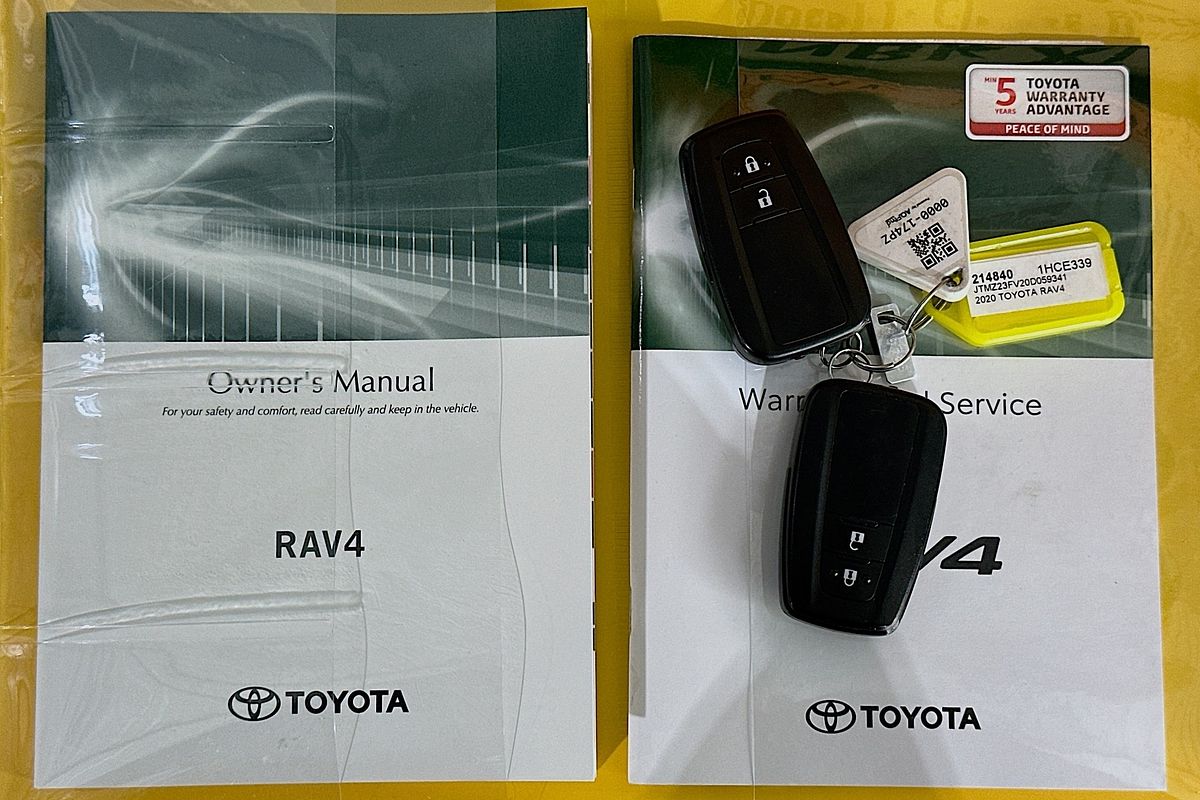 Owner's Manual
For your safety and comfort, read carefully and keep in the vehicle.
RAV4
TOYOTA
MIN 5 YEARS
TOYOTA
WARRANTY
ADVANTAGE
PEACE OF MIND
0000-174PZ
214840 1HCE339
JTMZ23FV20D059341
2020 TOYOTA RAV4
Service
V4
TOYOTA